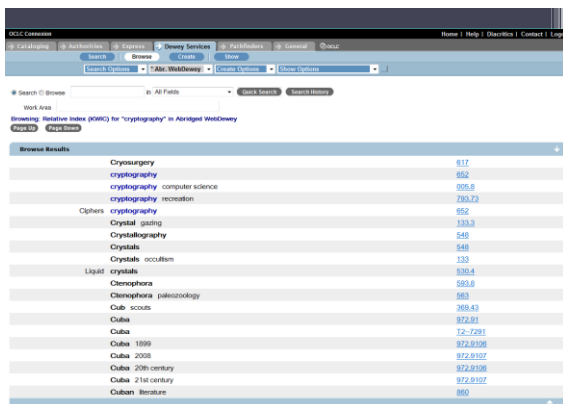 OCLC Connexion Home | Help | Diacritics | Contact | Log
Cataloging Authorities Express Dewey Services Pathfinders General OCLC
Search Browse Create Show
Search Options Abr. WebDewey Create Options Show Options
Search Browse in All Fields Quick Search Search History
Work Area
Browsing: Relative Index (KWIC) for "cryptography" in Abridged WebDewey
Page Up Page Down
Browse Results
Cryosurgery 617
cryptography 652
cryptography computer science 005.8
cryptography recreation 793.73
Ciphers cryptography 652
Crystal gazing 133.3
Crystallography 548
Crystals 548
Crystals occultism 133
Liquid crystals 530.4
Ctenophora 593.8
Ctenophora paleozoology 563
Cub scouts 369.43
Cuba 972.91
Cuba T2--7291
Cuba 1899 972.9106
Cuba 2008 972.9107
Cuba 20th century 972.9106
Cuba 21st century 972.9107
Cuban literature 860